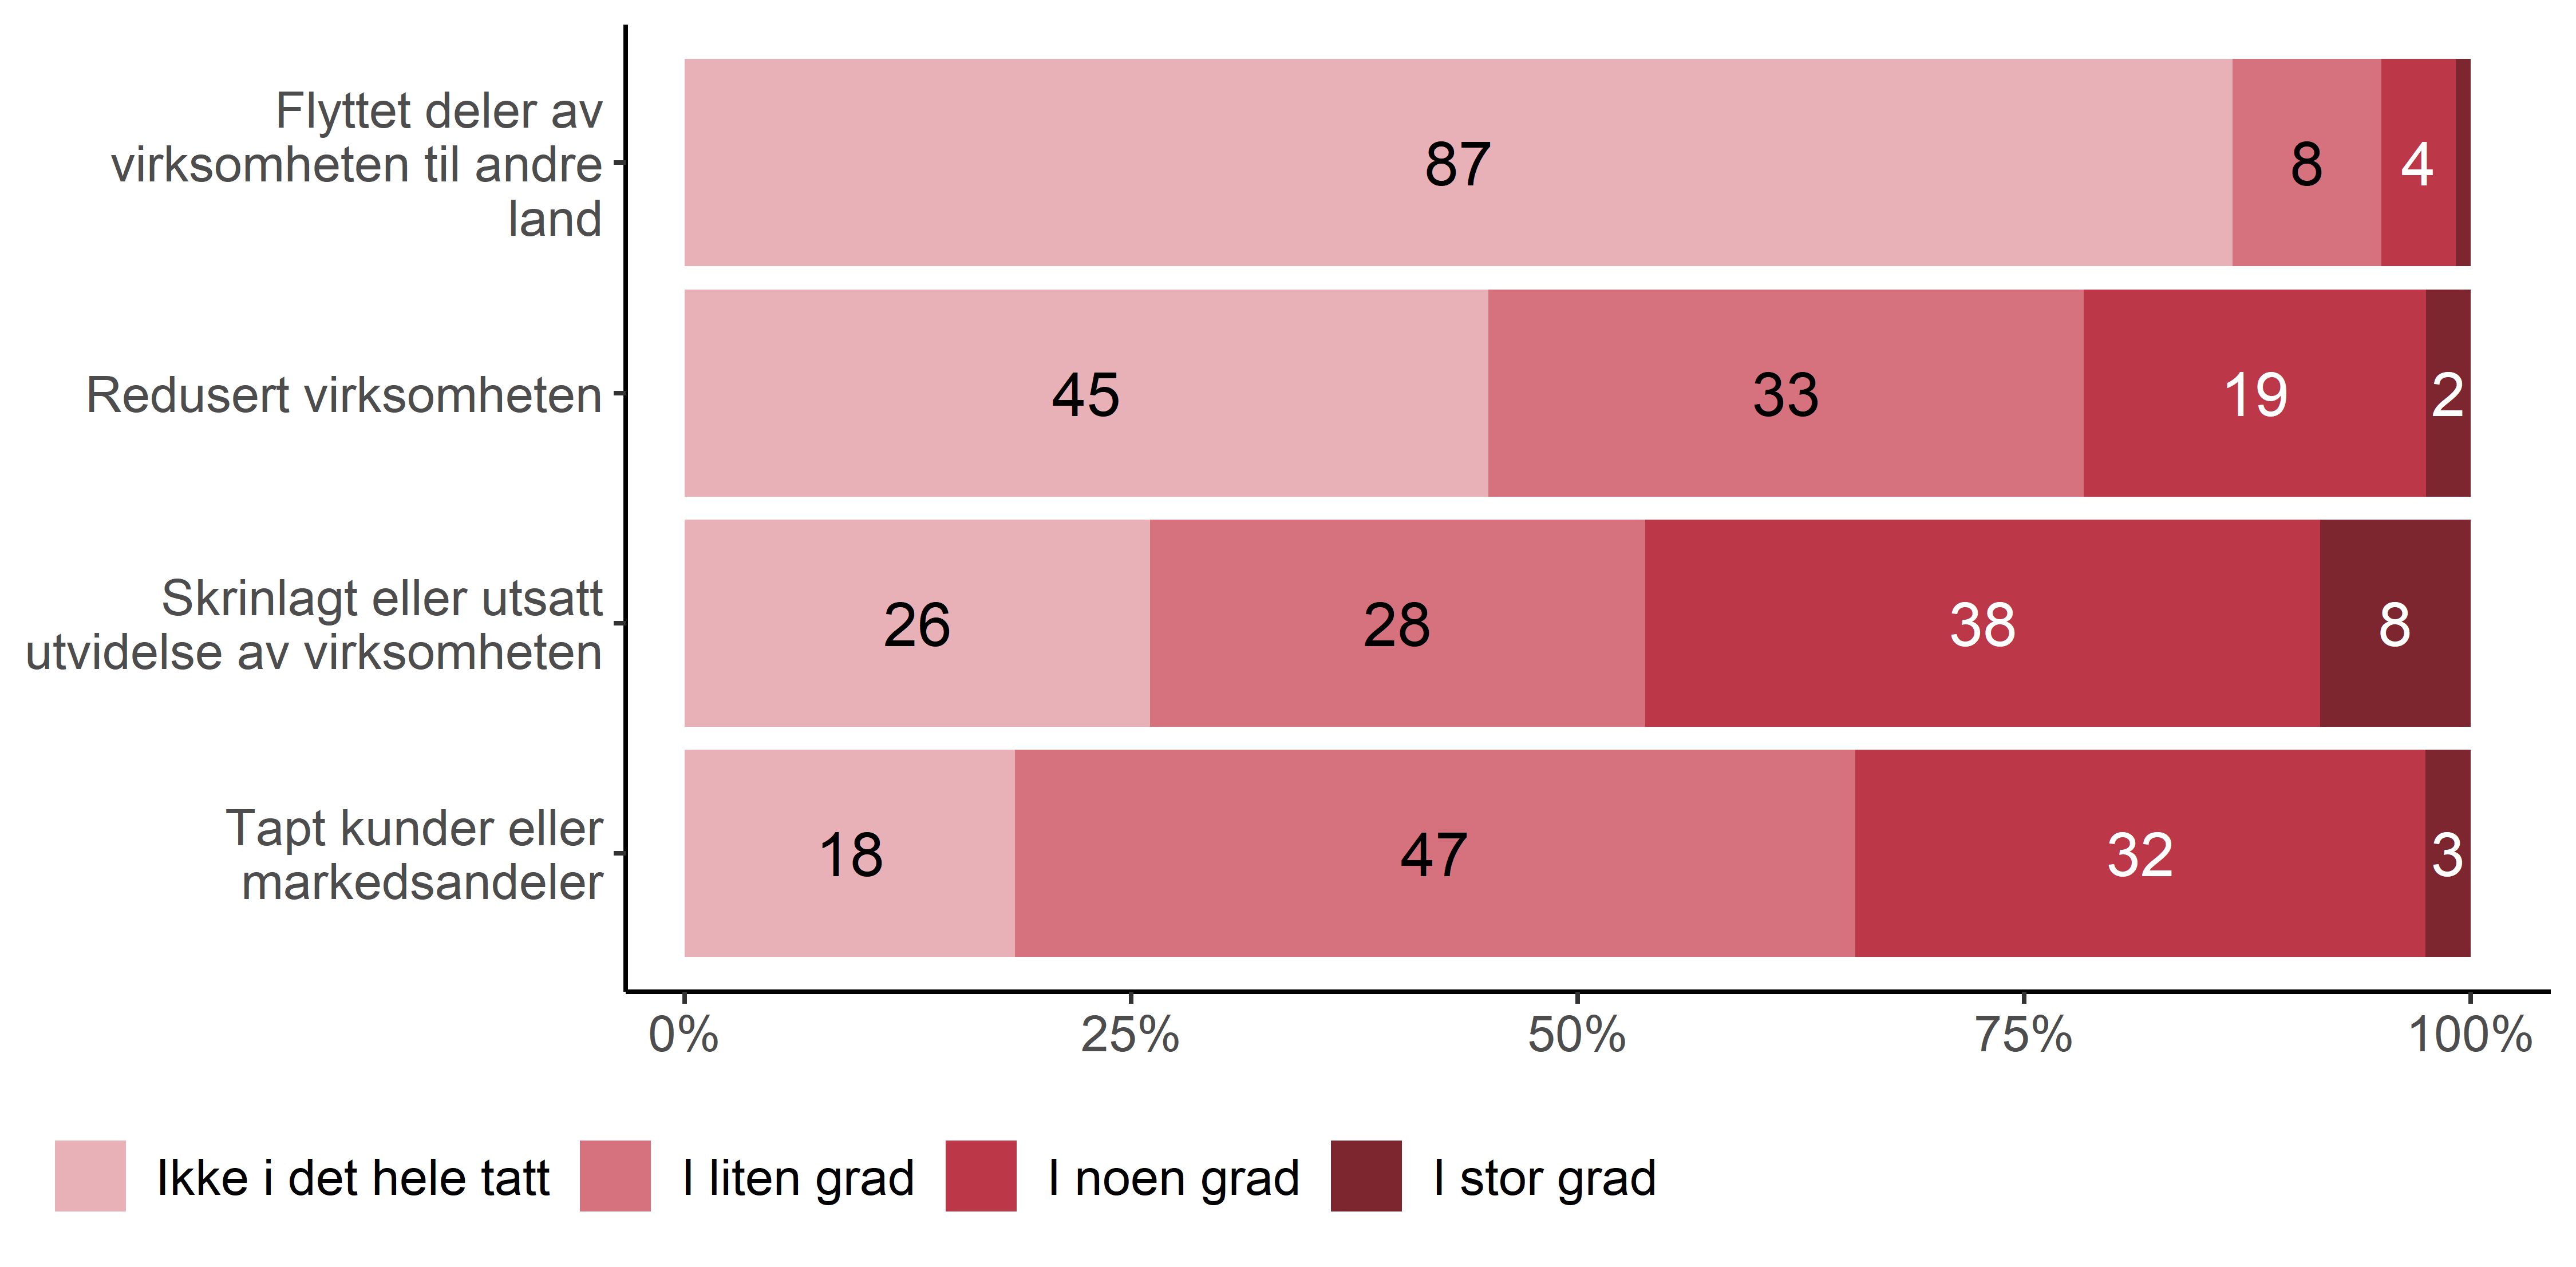 Flyttet deler av
virksomheten til andre
land
87
8
4
Redusert virksomheten
45
33
19
2
Skrinlagt eller utsatt
utvidelse av virksomheten
26
28
38
8
Tapt kunder eller
markedsandeler
18
47
32
3
0%
25%
50%
75%
100%
Ikke i det hele tatt
I liten grad
I noen grad
I stor grad